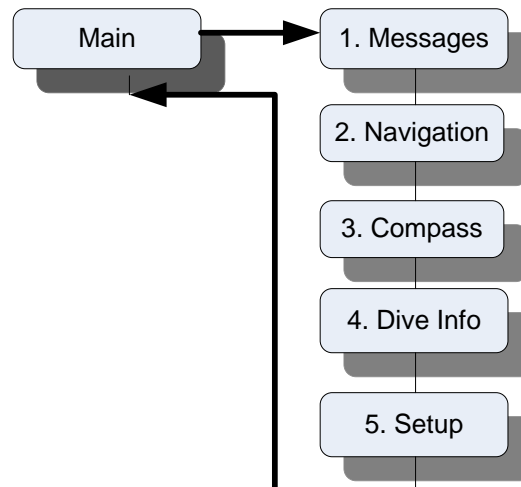 Main
1. Messages
2. Navigation
3. Compass
4. Dive Info
5. Setup